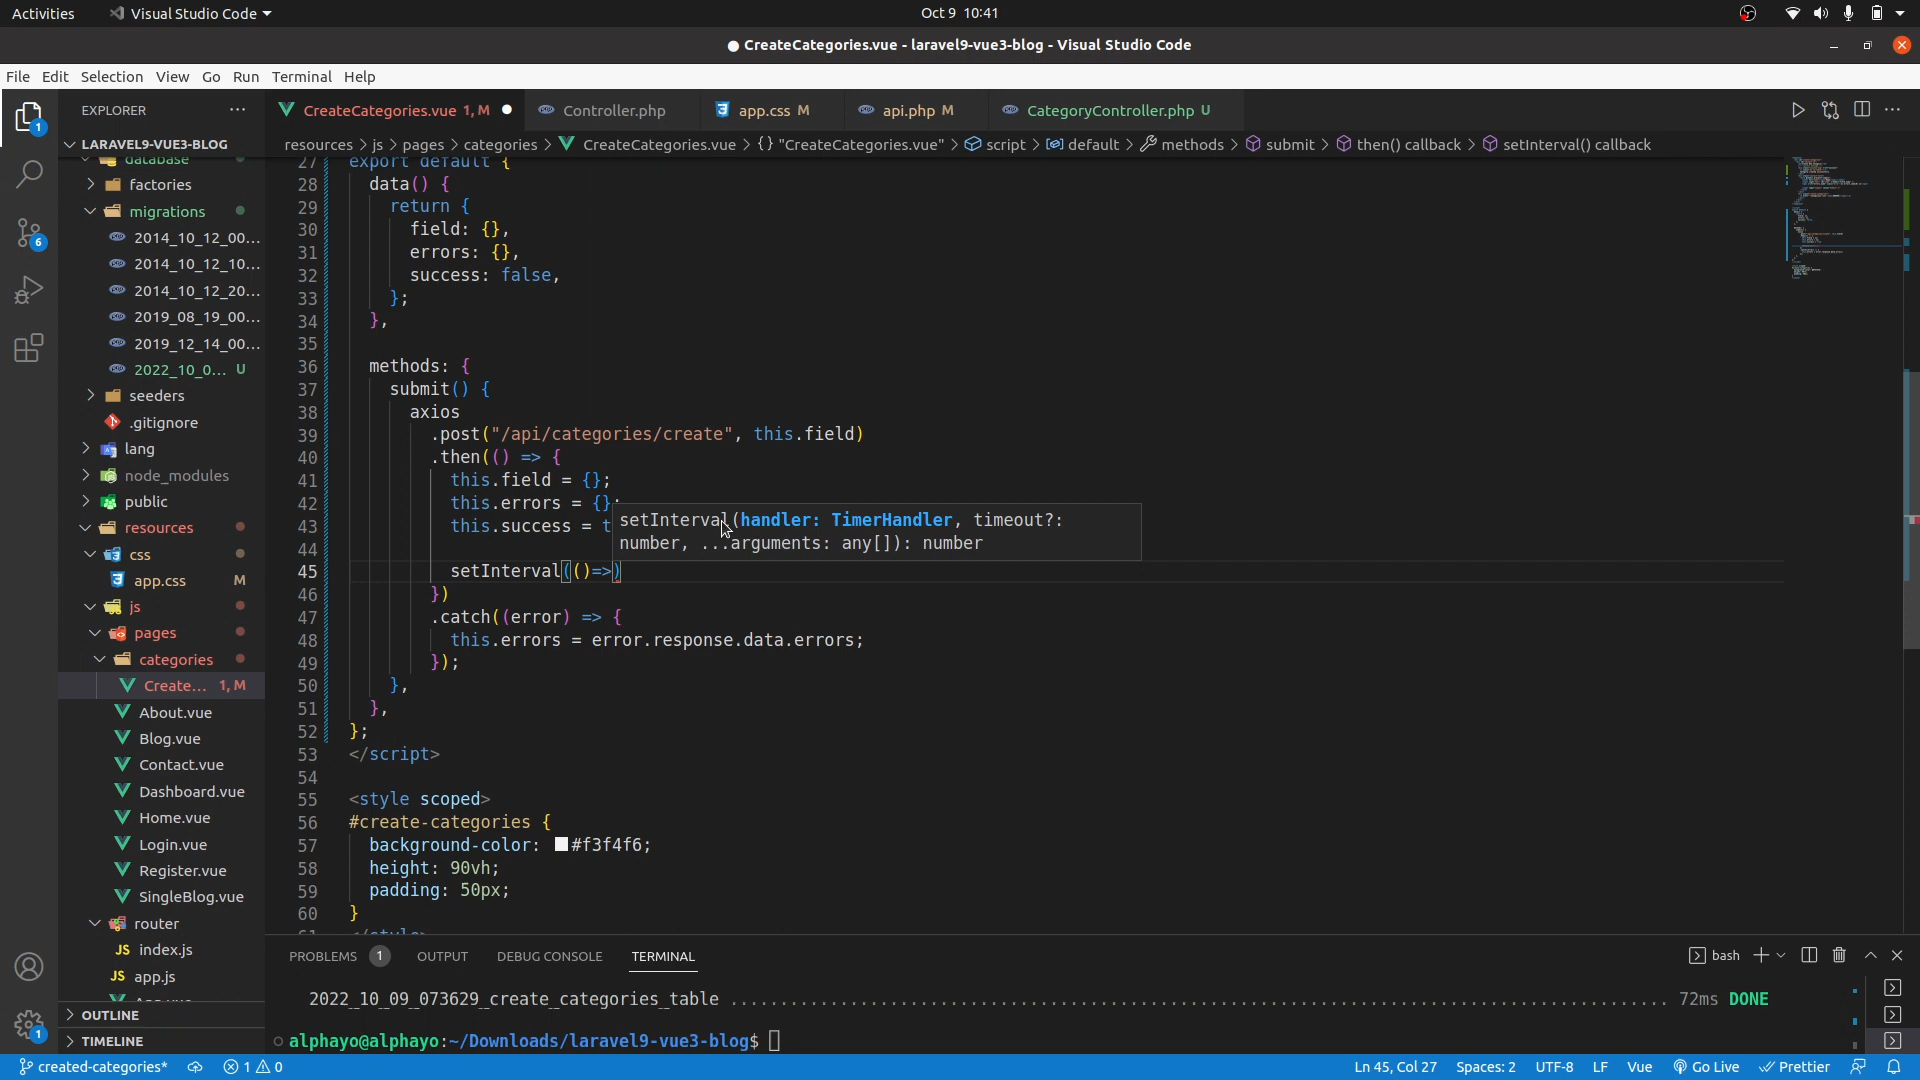 Activities
Visual Studio Code
Oct 9 10:41
CreateCategories.vue - laravel9-vue3-blog - Visual Studio Code
File Edit Selection View Go Run Terminal Help
EXPLORER
CreateCategories.vue 1, M
Controller.php
app.css M
api.php M
CategoryController.php U
LARAVEL9-VUE3-BLOG
resources > js > pages > categories > CreateCategories.vue > {} "CreateCategories.vue" > script > default > methods > submit > then() callback > setInterval() callback
database
factories
migrations
2014_10_12_00...
2014_10_12_10...
2014_10_12_20...
2019_08_19_00...
2019_12_14_00...
2022_10_0... U
seeders
.gitignore
lang
node_modules
public
resources
css
app.css M
js
pages
categories
Create... 1, M
About.vue
Blog.vue
Contact.vue
Dashboard.vue
Home.vue
Login.vue
Register.vue
SingleBlog.vue
router
index.js
app.js
OUTLINE
TIMELINE
27 export default {
28 data() {
29 return {
30 field: {},
31 errors: {},
32 success: false,
33 };
34 },
35
36 methods: {
37 submit() {
38 axios
39 .post("/api/categories/create", this.field)
40 .then(() => {
41 this.field = {};
42 this.errors = {};
43 this.success = t
44
45 setInterval(()=>)
46 })
47 .catch((error) => {
48 this.errors = error.response.data.errors;
49 });
50 },
51 },
52 };
53 </script>
54
55 <style scoped>
56 #create-categories {
57 background-color: #f3f4f6;
58 height: 90vh;
59 padding: 50px;
60 }
setInterval(handler: TimerHandler, timeout?:
number, ...arguments: any[]): number
PROBLEMS 1 OUTPUT DEBUG CONSOLE TERMINAL
bash
2022_10_09_073629_create_categories_table ........ 72ms DONE
alphayo@alphayo:~/Downloads/laravel9-vue3-blog$
created-categories* 1 0
Ln 45, Col 27 Spaces: 2 UTF-8 LF Vue Go Live Prettier